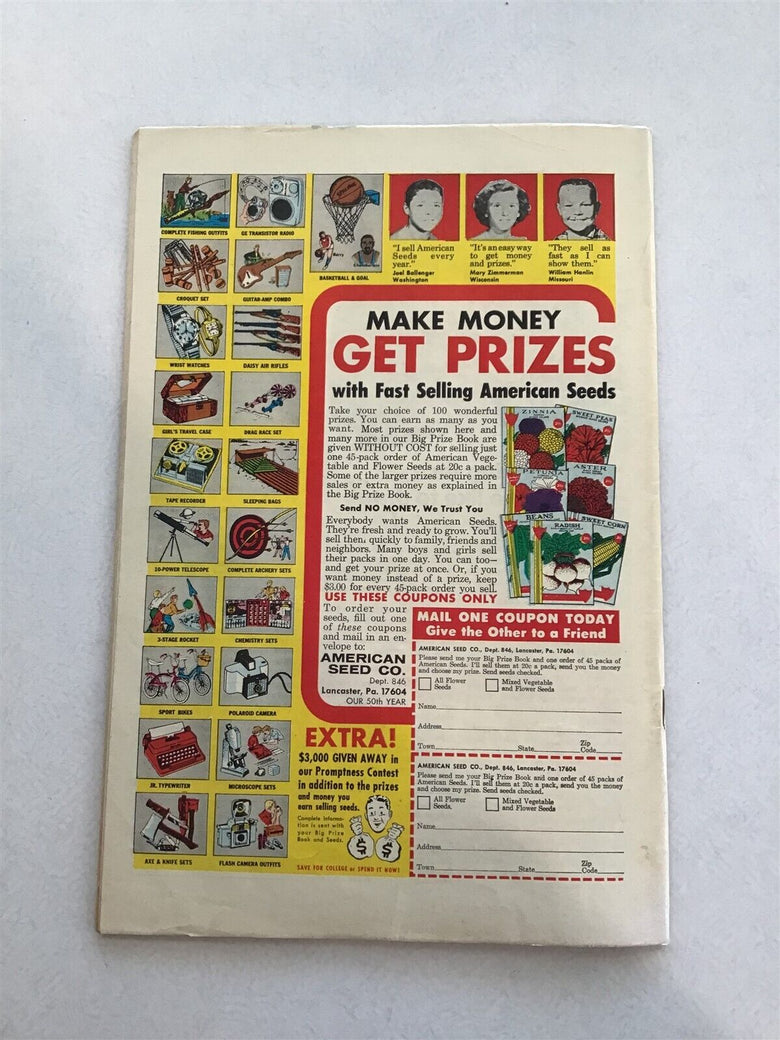 COMPLETE FISHING OUTFITS
GE TRANSISTOR RADIO
CROQUET SET
GUITAR-AMP COMBO
BASKETBALL & GOAL
WRIST WATCHES
DAISY AIR RIFLES
GIRL'S TRAVEL CASE
DRAG RACE SET
TAPE RECORDER
SLEEPING BAGS
10-POWER TELESCOPE
COMPLETE ARCHERY SETS
3-STAGE ROCKET
CHEMISTRY SETS
SPORT BIKES
POLAROID CAMERA
JR. TYPEWRITER
MICROSCOPE SETS
AXE & KNIFE SETS
FLASH CAMERA OUTFITS
"I sell American
Seeds every
year."
Joel Ballenger
Washington
"It's an easy way
to get money
and prizes."
Mary Zimmerman
Wisconsin
"They sell as
fast as I can
show them."
William Hanlin
Missouri
MAKE MONEY
GET PRIZES
with Fast Selling American Seeds
Take your choice of 100 wonderful
prizes. You can earn as many as you
want. Most prizes shown here and
many more in our Big Prize Book are
given WITHOUT COST for selling just
one 45-pack order of American Vege-
table and Flower Seeds at 20c a pack.
Some of the larger prizes require more
sales or extra money as explained in
the Big Prize Book.
Send NO MONEY, We Trust You
Everybody wants American Seeds.
They're fresh and ready to grow. You'll
sell them quickly to family, friends and
neighbors. Many boys and girls sell
their packs in one day. You can too—
and get your prize at once. Or, if you
want money instead of a prize, keep
$3.00 for every 45-pack order you sell.
ZINNIA
SWEET PEAS
PETUNIA
ASTER
BEANS
RADISH
SWEET CORN
USE THESE COUPONS ONLY
To order your
seeds, fill out one
of these coupons
and mail in an en-
velope to:
AMERICAN
SEED CO.
Dept. 846
Lancaster, Pa. 17604
OUR 50th YEAR
MAIL ONE COUPON TODAY
Give the Other to a Friend
AMERICAN SEED CO., Dept. 846, Lancaster, Pa. 17604
Please send me your Big Prize Book and one order of 45 packs of
American Seeds. I'll sell them at 20c a pack, send you the money
and choose my prize. Send seeds checked.
All Flower
Seeds
Mixed Vegetable
and Flower Seeds
Name
Address
Town State Zip Code
AMERICAN SEED CO., Dept. 846, Lancaster, Pa. 17604
Please send me your Big Prize Book and one order of 45 packs of
American Seeds. I'll sell them at 20c a pack, send you the money
and choose my prize. Send seeds checked.
All Flower
Seeds
Mixed Vegetable
and Flower Seeds
Name
Address
Town State Zip Code
EXTRA!
$3,000 GIVEN AWAY in
our Promptness Contest
in addition to the prizes
and money you
earn selling seeds.
Complete informa-
tion is sent with
your Big Prize
Book and Seeds.
$ $
SAVE FOR COLLEGE or SPEND IT NOW!